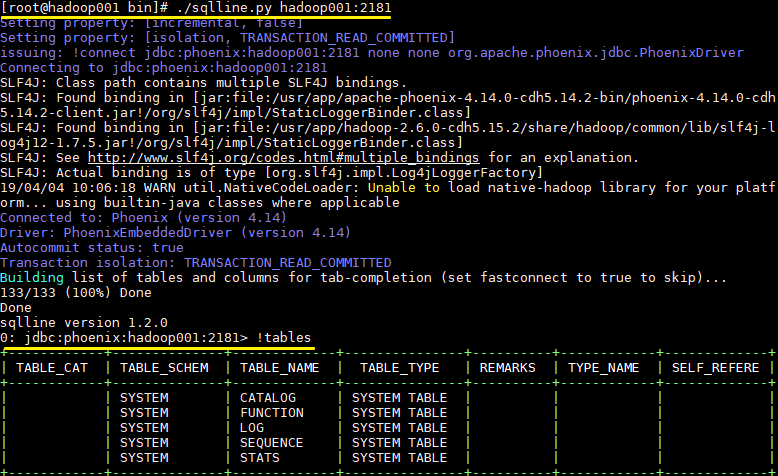 [root@hadoop001 bin]# ./sqlline.py hadoop001:2181
Setting property: [incremental, false]
Setting property: [isolation, TRANSACTION_READ_COMMITTED]
issuing: !connect jdbc:phoenix:hadoop001:2181 none none org.apache.phoenix.jdbc.PhoenixDriver
Connecting to jdbc:phoenix:hadoop001:2181
SLF4J: Class path contains multiple SLF4J bindings.
SLF4J: Found binding in [jar:file:/usr/app/apache-phoenix-4.14.0-cdh5.14.2-bin/phoenix-4.14.0-cdh
5.14.2-client.jar!/org/slf4j/impl/StaticLoggerBinder.class]
SLF4J: Found binding in [jar:file:/usr/app/hadoop-2.6.0-cdh5.15.2/share/hadoop/common/lib/slf4j-l
og4j12-1.7.5.jar!/org/slf4j/impl/StaticLoggerBinder.class]
SLF4J: See http://www.slf4j.org/codes.html#multiple_bindings for an explanation.
SLF4J: Actual binding is of type [org.slf4j.impl.Log4jLoggerFactory]
19/04/04 10:06:18 WARN util.NativeCodeLoader: Unable to load native-hadoop library for your platf
orm... using builtin-java classes where applicable
Connected to: Phoenix (version 4.14)
Driver: PhoenixEmbeddedDriver (version 4.14)
Autocommit status: true
Transaction isolation: TRANSACTION_READ_COMMITTED
Building list of tables and columns for tab-completion (set fastconnect to true to skip)...
133/133 (100%) Done
Done
sqlline version 1.2.0
0: jdbc:phoenix:hadoop001:2181> !tables
+------------+--------------+-------------+---------------+----------+------------+-------------+
| TABLE_CAT  | TABLE_SCHEM  | TABLE_NAME  |  TABLE_TYPE   | REMARKS  | TYPE_NAME  | SELF_REFERE |
+------------+--------------+-------------+---------------+----------+------------+-------------+
|            | SYSTEM       | CATALOG     | SYSTEM TABLE  |          |            |             |
|            | SYSTEM       | FUNCTION    | SYSTEM TABLE  |          |            |             |
|            | SYSTEM       | LOG         | SYSTEM TABLE  |          |            |             |
|            | SYSTEM       | SEQUENCE    | SYSTEM TABLE  |          |            |             |
|            | SYSTEM       | STATS       | SYSTEM TABLE  |          |            |             |
+------------+--------------+-------------+---------------+----------+------------+-------------+